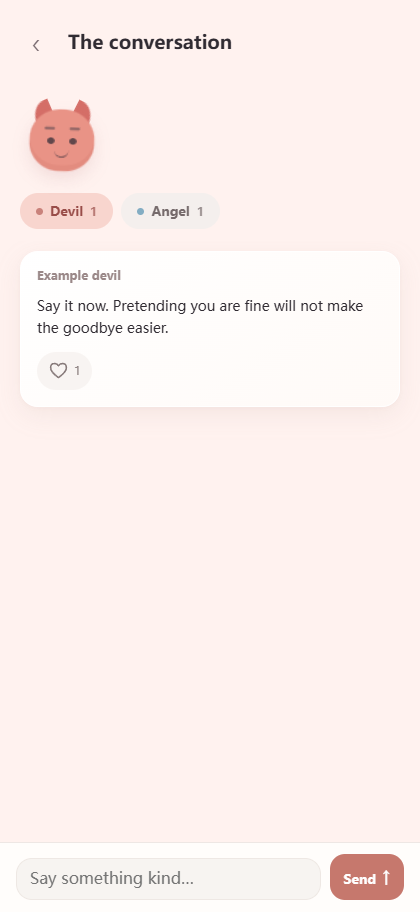 The conversation
Devil 1
Angel 1
Example devil
Say it now. Pretending you are fine will not make
the goodbye easier.
1
Say something kind...
Send ↑